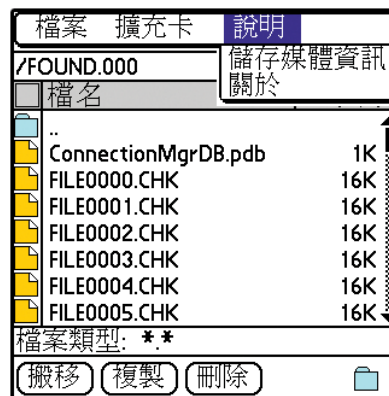 檔案 擴充卡 說明
儲存媒體資訊
關於
/FOUND.000
檔名
..
ConnectionMgrDB.pdb 1K
FILE0000.CHK 16K
FILE0001.CHK 16K
FILE0002.CHK 16K
FILE0003.CHK 16K
FILE0004.CHK 16K
FILE0005.CHK 16K
檔案類型: *.*
搬移 複製 刪除